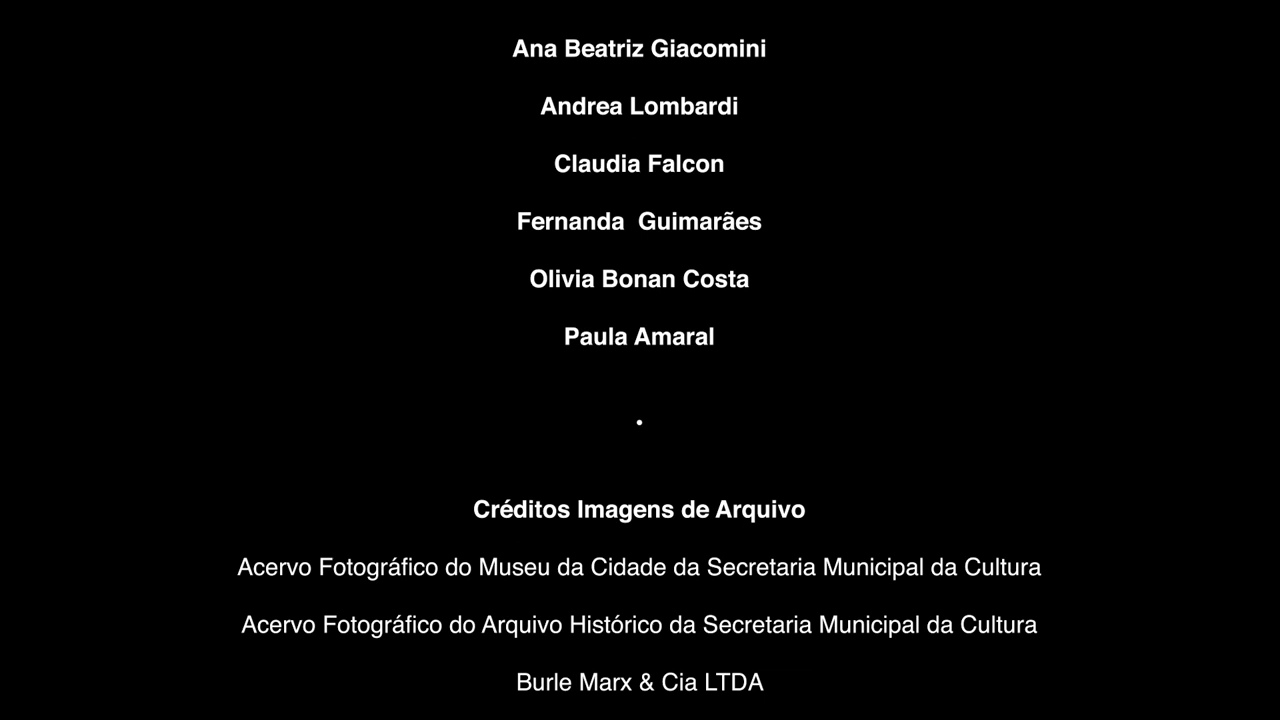 Ana Beatriz Giacomini
Andrea Lombardi
Claudia Falcon
Fernanda  Guimarães
Olivia Bonan Costa
Paula Amaral
.
Créditos Imagens de Arquivo
Acervo Fotográfico do Museu da Cidade da Secretaria Municipal da Cultura
Acervo Fotográfico do Arquivo Histórico da Secretaria Municipal da Cultura
Burle Marx & Cia LTDA